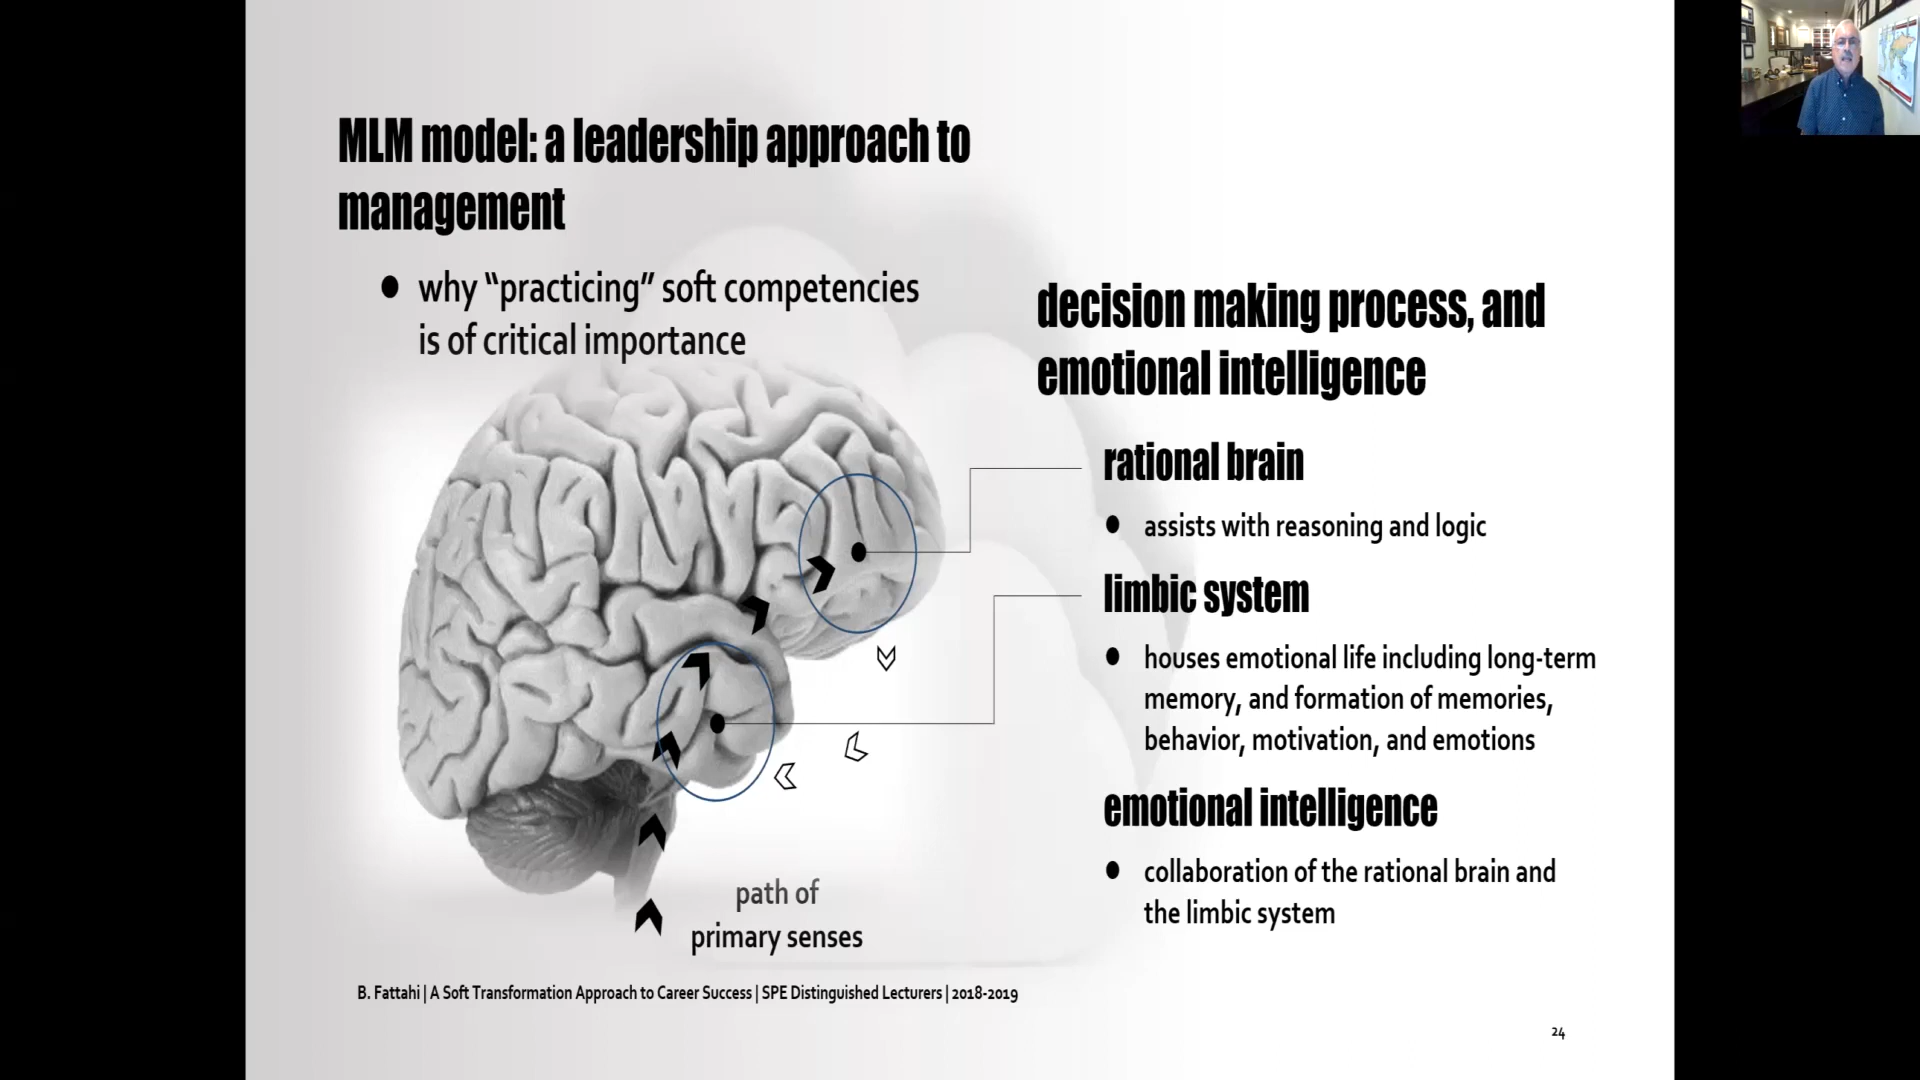 MLM model: a leadership approach to
management
● why “practicing” soft competencies
is of critical importance
decision making process, and
emotional intelligence
rational brain
● assists with reasoning and logic
limbic system
● houses emotional life including long-term
memory, and formation of memories,
behavior, motivation, and emotions
emotional intelligence
● collaboration of the rational brain and
the limbic system
path of
primary senses
B. Fattahi | A Soft Transformation Approach to Career Success | SPE Distinguished Lecturers | 2018-2019
24